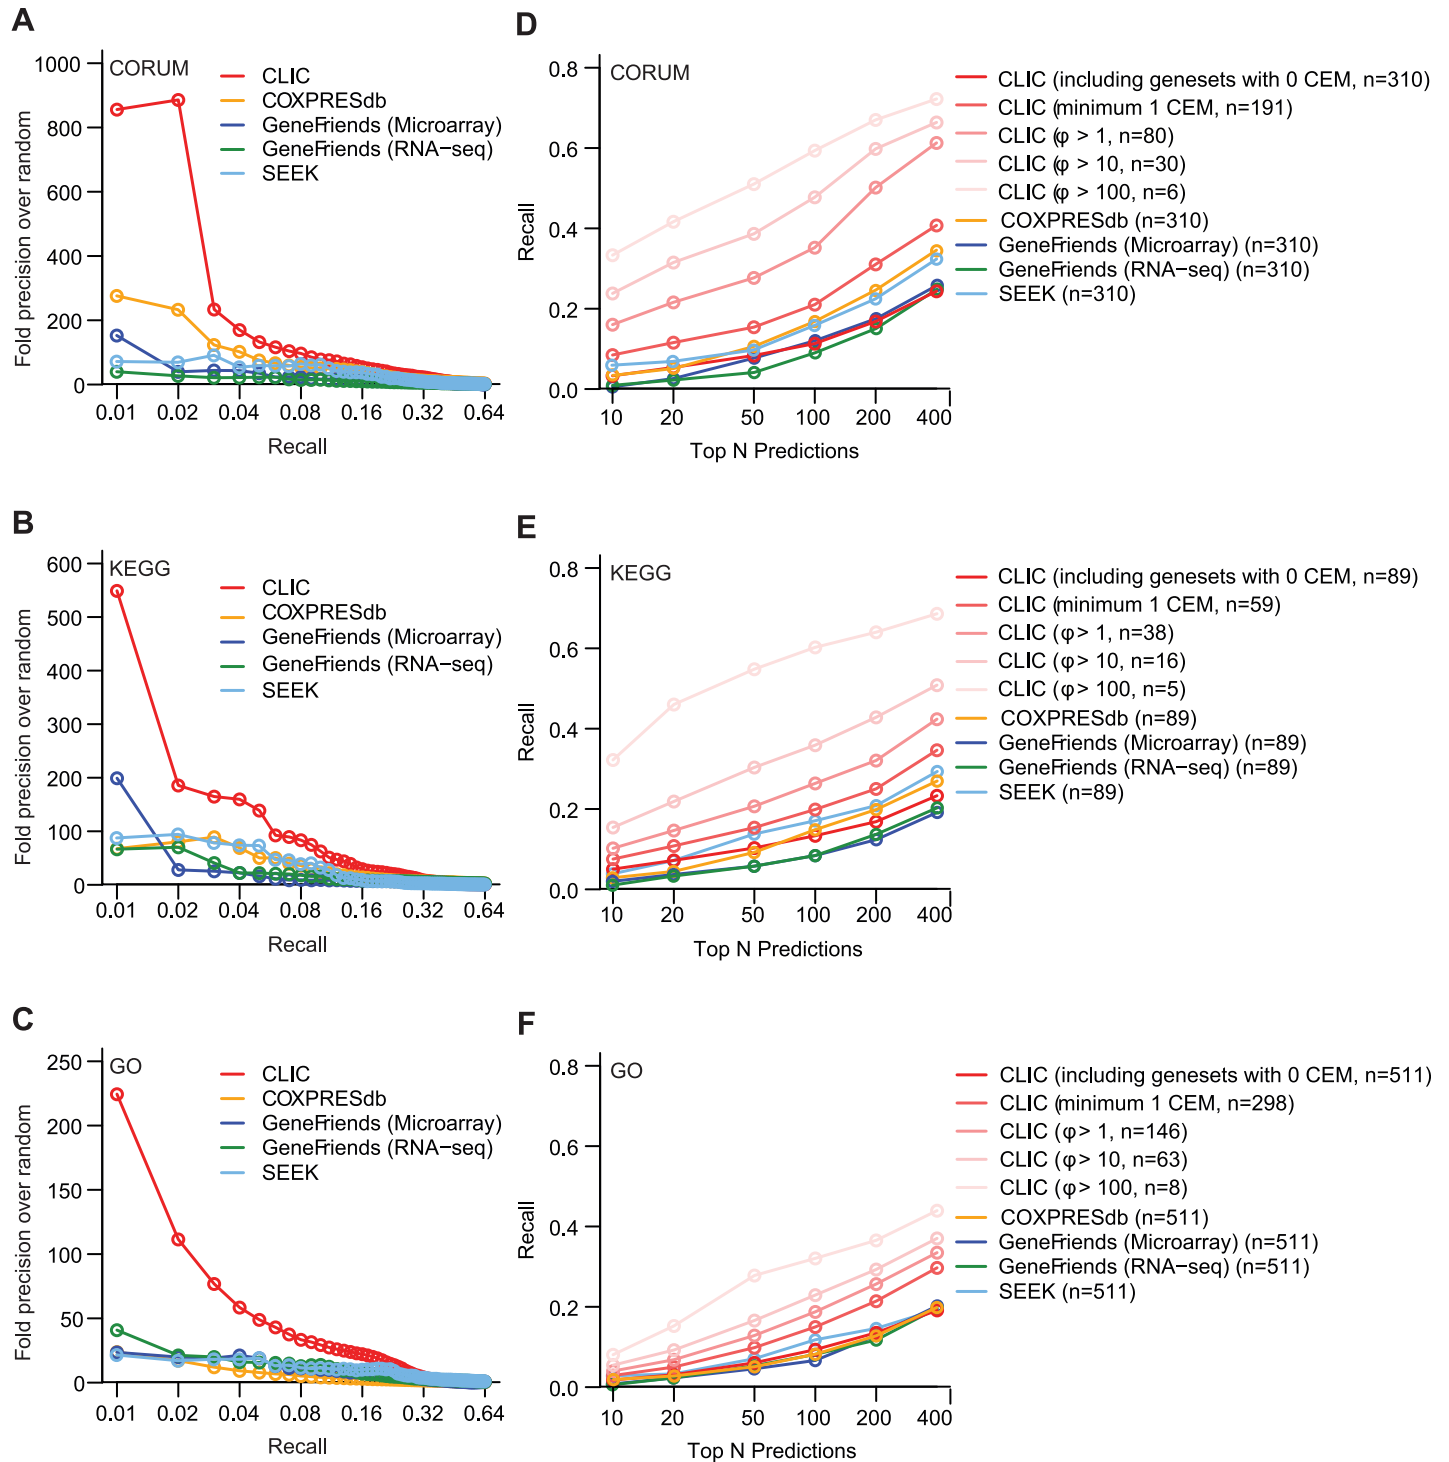 A
CORUM
CLIC
COXPRESdb
GeneFriends (Microarray)
GeneFriends (RNA−seq)
SEEK
Fold precision over random
1000
800
600
400
200
0
0.01 0.02 0.04 0.08 0.16 0.32 0.64
Recall
D
CORUM
Recall
0.8
0.6
0.4
0.2
0.0
10 20 50 100 200 400
Top N Predictions
CLIC (including genesets with 0 CEM, n=310)
CLIC (minimum 1 CEM, n=191)
CLIC (φ > 1, n=80)
CLIC (φ > 10, n=30)
CLIC (φ > 100, n=6)
COXPRESdb (n=310)
GeneFriends (Microarray) (n=310)
GeneFriends (RNA−seq) (n=310)
SEEK (n=310)
B
KEGG
CLIC
COXPRESdb
GeneFriends (Microarray)
GeneFriends (RNA−seq)
SEEK
Fold precision over random
600
500
400
300
200
100
0
0.01 0.02 0.04 0.08 0.16 0.32 0.64
Recall
E
KEGG
Recall
0.8
0.6
0.4
0.2
0.0
10 20 50 100 200 400
Top N Predictions
CLIC (including genesets with 0 CEM, n=89)
CLIC (minimum 1 CEM, n=59)
CLIC (φ > 1, n=38)
CLIC (φ > 10, n=16)
CLIC (φ > 100, n=5)
COXPRESdb (n=89)
GeneFriends (Microarray) (n=89)
GeneFriends (RNA−seq) (n=89)
SEEK (n=89)
C
GO
CLIC
COXPRESdb
GeneFriends (Microarray)
GeneFriends (RNA−seq)
SEEK
Fold precision over random
250
200
150
100
50
0
0.01 0.02 0.04 0.08 0.16 0.32 0.64
Recall
F
GO
Recall
0.8
0.6
0.4
0.2
0.0
10 20 50 100 200 400
Top N Predictions
CLIC (including genesets with 0 CEM, n=511)
CLIC (minimum 1 CEM, n=298)
CLIC (φ > 1, n=146)
CLIC (φ > 10, n=63)
CLIC (φ > 100, n=8)
COXPRESdb (n=511)
GeneFriends (Microarray) (n=511)
GeneFriends (RNA−seq) (n=511)
SEEK (n=511)